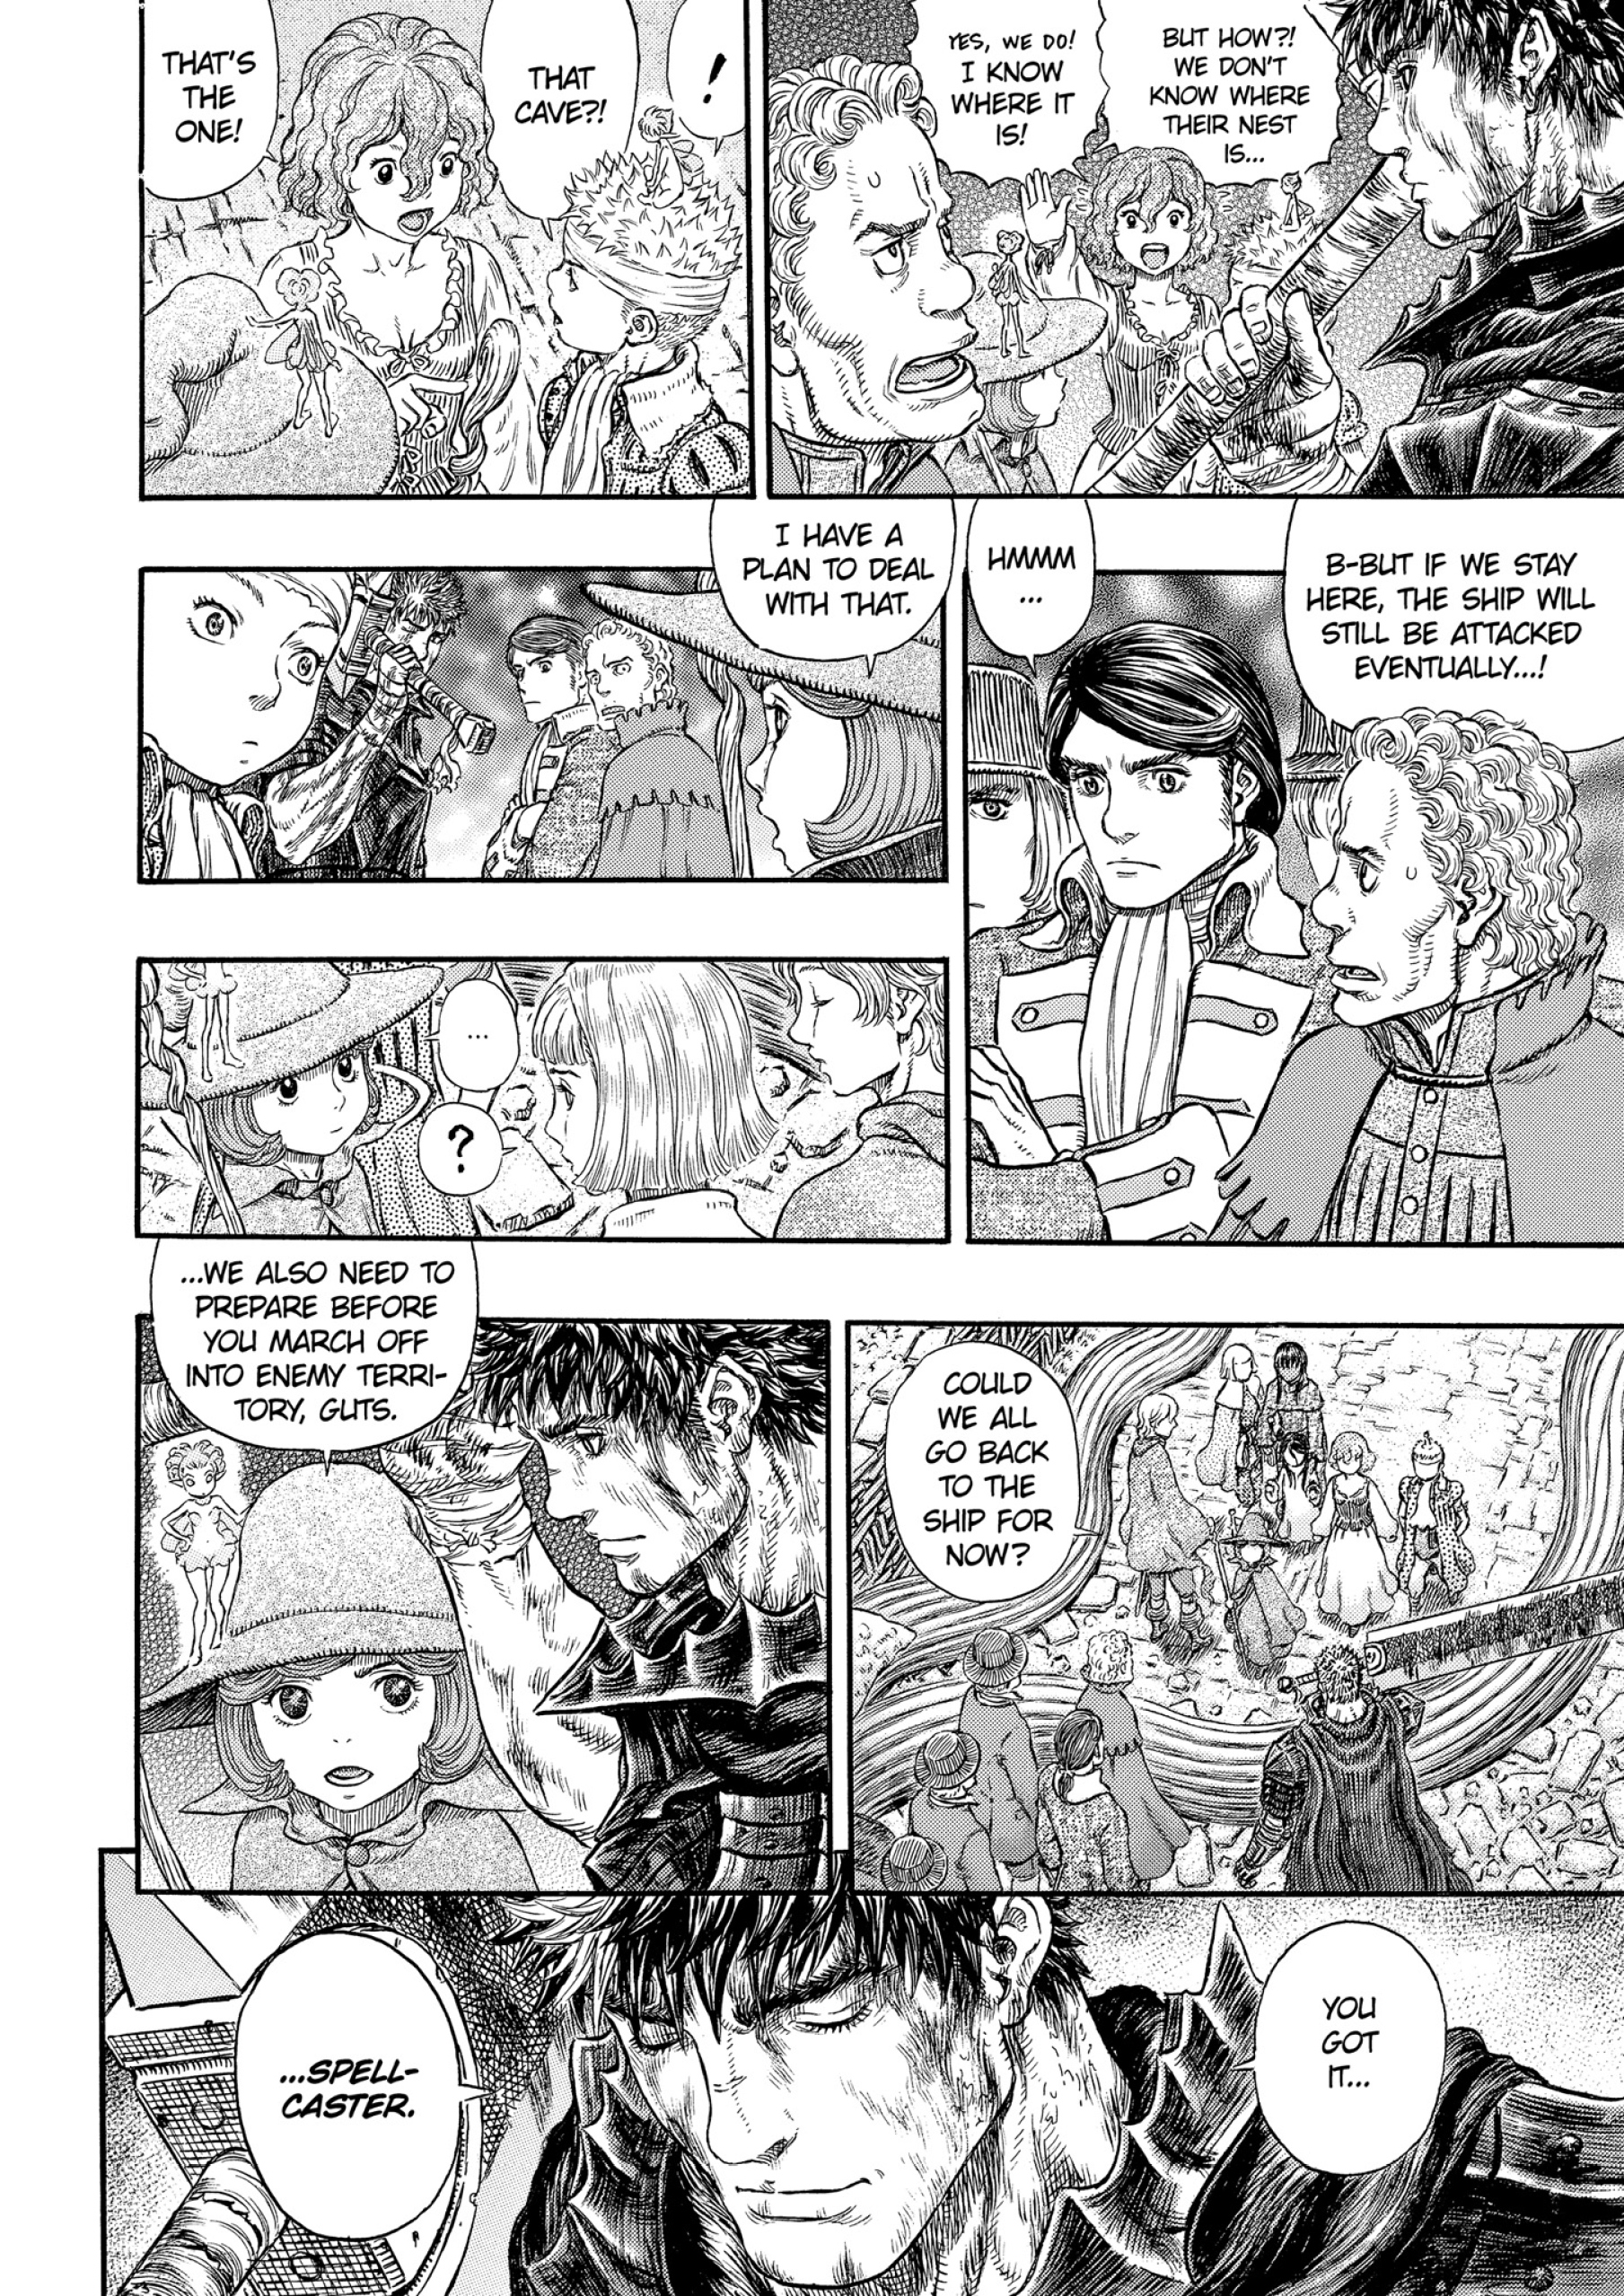 BUT HOW?!
WE DON'T
KNOW WHERE
THEIR NEST
IS...
YES, WE DO!
I KNOW
WHERE IT
IS!
!
THAT
CAVE?!
THAT'S
THE
ONE!
B-BUT IF WE STAY
HERE, THE SHIP WILL
STILL BE ATTACKED
EVENTUALLY...!
HMMM
...
I HAVE A
PLAN TO DEAL
WITH THAT.
...
?
COULD
WE ALL
GO BACK
TO THE
SHIP FOR
NOW?
...WE ALSO NEED TO
PREPARE BEFORE
YOU MARCH OFF
INTO ENEMY TERRI-
TORY, GUTS.
YOU
GOT
IT...
...SPELL-
CASTER.